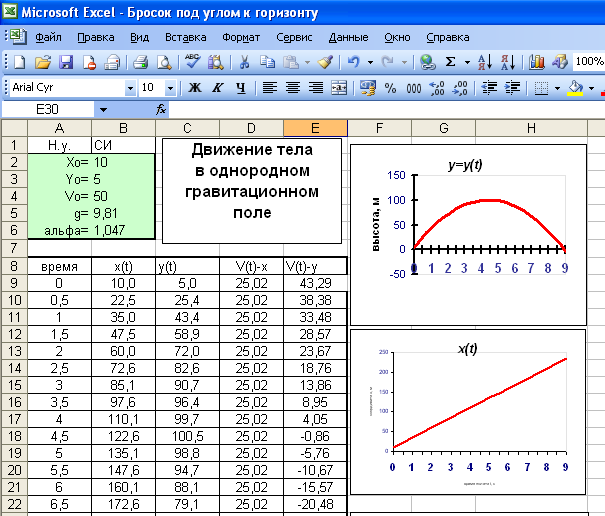 Microsoft Excel - Бросок под углом к горизонту
Файл Правка Вид Вставка Формат Сервис Данные Окно Справка
100%
Arial Cyr 10 Ж К Ч % 000
E30 fx
A B C D E F G H
1 Н.у. СИ
2 Xo= 10
3 Yo= 5
4 Vo= 50
5 g= 9,81
6 альфа= 1,047
7
Движение тела
в однородном
гравитационном
поле
8 время x(t) y(t) V(t)-x V(t)-y
9 0 10,0 5,0 25,02 43,29
10 0,5 22,5 25,4 25,02 38,38
11 1 35,0 43,4 25,02 33,48
12 1,5 47,5 58,9 25,02 28,57
13 2 60,0 72,0 25,02 23,67
14 2,5 72,6 82,6 25,02 18,76
15 3 85,1 90,7 25,02 13,86
16 3,5 97,6 96,4 25,02 8,95
17 4 110,1 99,7 25,02 4,05
18 4,5 122,6 100,5 25,02 -0,86
19 5 135,1 98,8 25,02 -5,76
20 5,5 147,6 94,7 25,02 -10,67
21 6 160,1 88,1 25,02 -15,57
22 6,5 172,6 79,1 25,02 -20,48
y=y(t)
высота, м
150
100
50
0
-50
0 1 2 3 4 5 6 7 8 9
x(t)
250
200
150
100
50
0
0 1 2 3 4 5 6 7 8 9